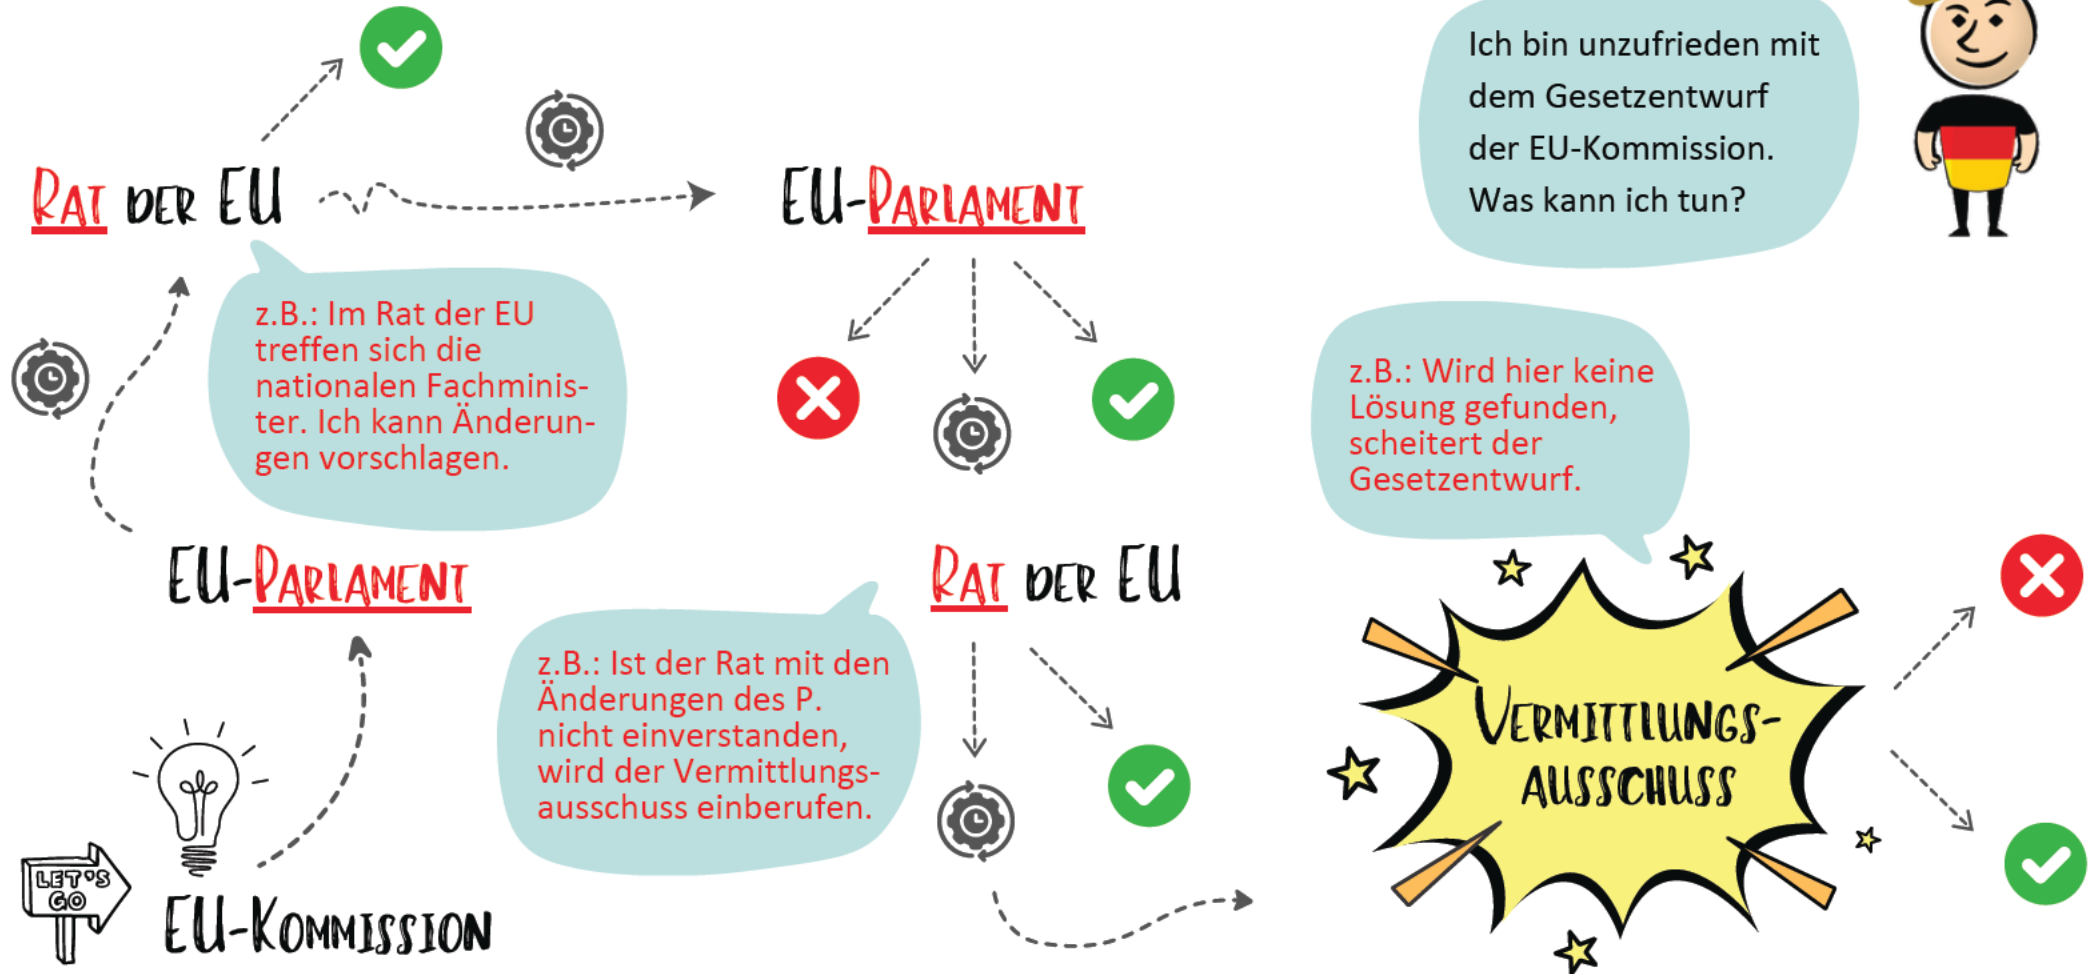 Ich bin unzufrieden mit
dem Gesetzentwurf
der EU-Kommission.
Was kann ich tun?
RAT DER EU
EU-PARLAMENT
z.B.: Im Rat der EU
treffen sich die
nationalen Fachminis-
ter. Ich kann Änderun-
gen vorschlagen.
z.B.: Wird hier keine
Lösung gefunden,
scheitert der
Gesetzentwurf.
EU-PARLAMENT
RAT DER EU
z.B.: Ist der Rat mit den
Änderungen des P.
nicht einverstanden,
wird der Vermittlungs-
ausschuss einberufen.
VERMITTLUNGS-
AUSSCHUSS
LET'S
GO
EU-KOMMISSION